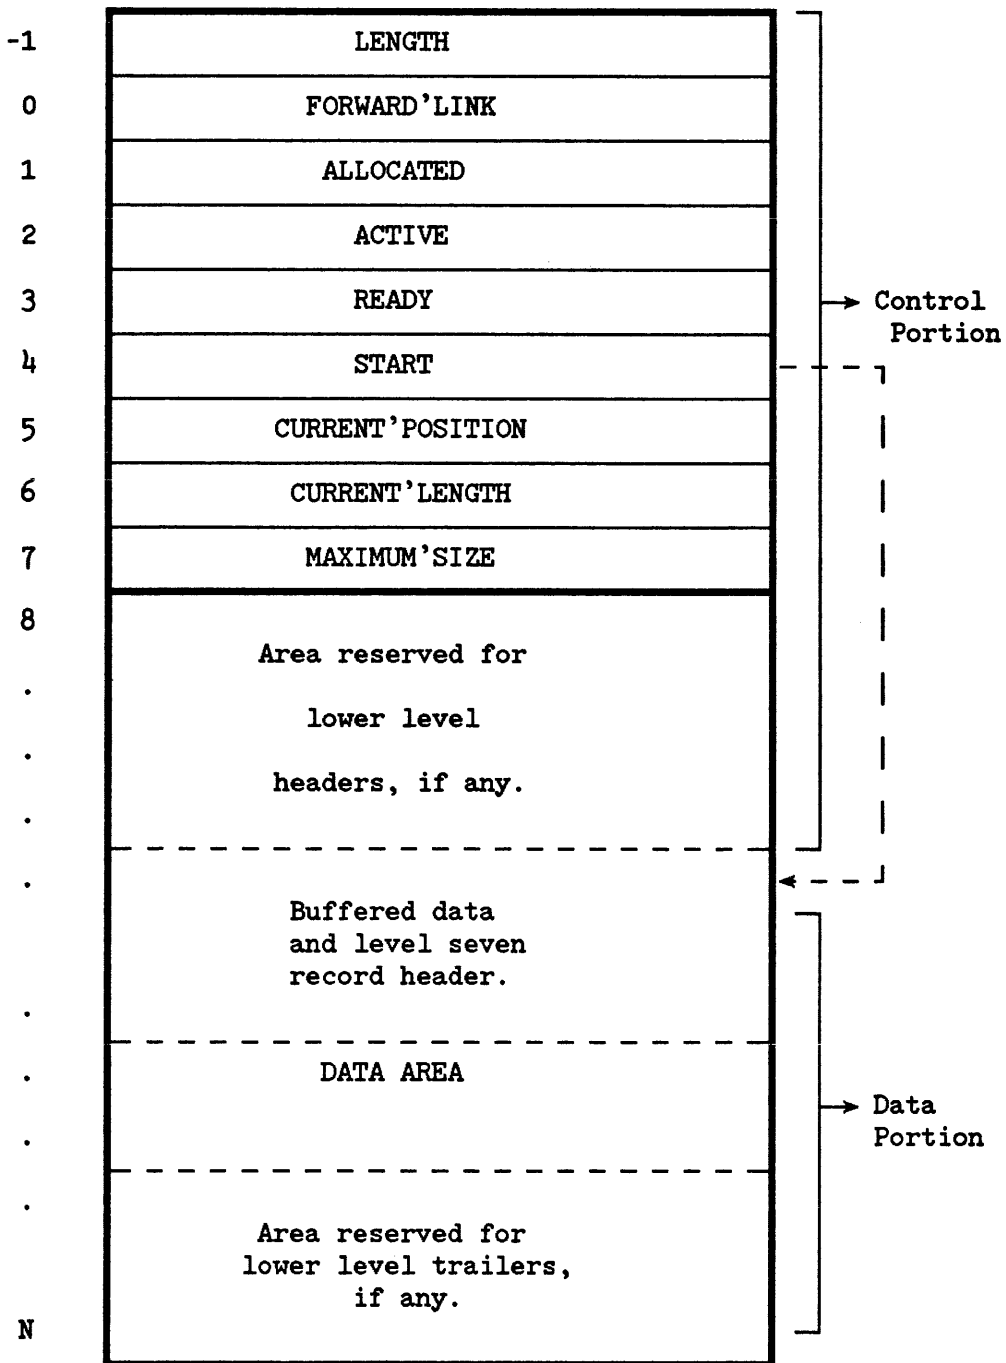 -1 LENGTH
0 FORWARD'LINK
1 ALLOCATED
2 ACTIVE
3 READY
Control
Portion
4 START
5 CURRENT'POSITION
6 CURRENT'LENGTH
7 MAXIMUM'SIZE
8
Area reserved for
.
lower level
.
headers, if any.
.
.
Buffered data
and level seven
record header.
.
. DATA AREA
Data
Portion
.
.
Area reserved for
lower level trailers,
if any.
N